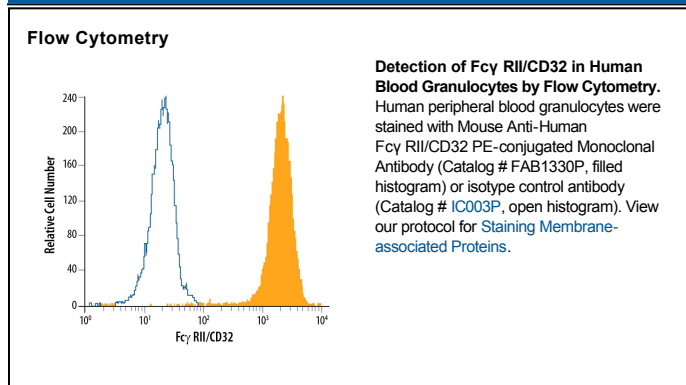 Flow Cytometry
Detection of Fcγ RII/CD32 in Human
Blood Granulocytes by Flow Cytometry.
Human peripheral blood granulocytes were
stained with Mouse Anti-Human
Fcγ RII/CD32 PE-conjugated Monoclonal
Antibody (Catalog # FAB1330P, filled
histogram) or isotype control antibody
(Catalog # IC003P, open histogram). View
our protocol for Staining Membrane-
associated Proteins.
Relative Cell Number
240
200
160
120
80
40
0
10⁰ 10¹ 10² 10³ 10⁴
Fcγ RII/CD32